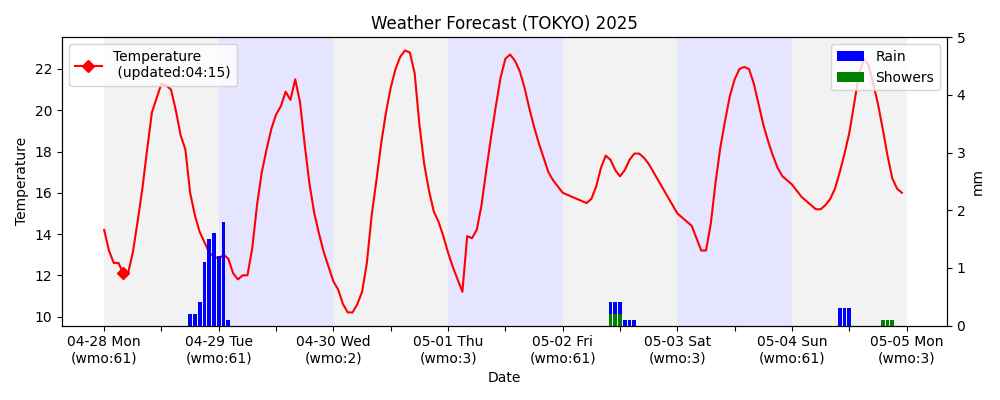 Weather Forecast (TOKYO) 2025
Temperature
(updated:04:15)
Rain
Showers
Temperature
22
20
18
16
14
12
10
5
4
3
2
1
0
mm
04-28 Mon 04-29 Tue 04-30 Wed 05-01 Thu 05-02 Fri 05-03 Sat 05-04 Sun 05-05 Mon
(wmo:61) (wmo:61) (wmo:2) (wmo:3) (wmo:61) (wmo:3) (wmo:61) (wmo:3)
Date